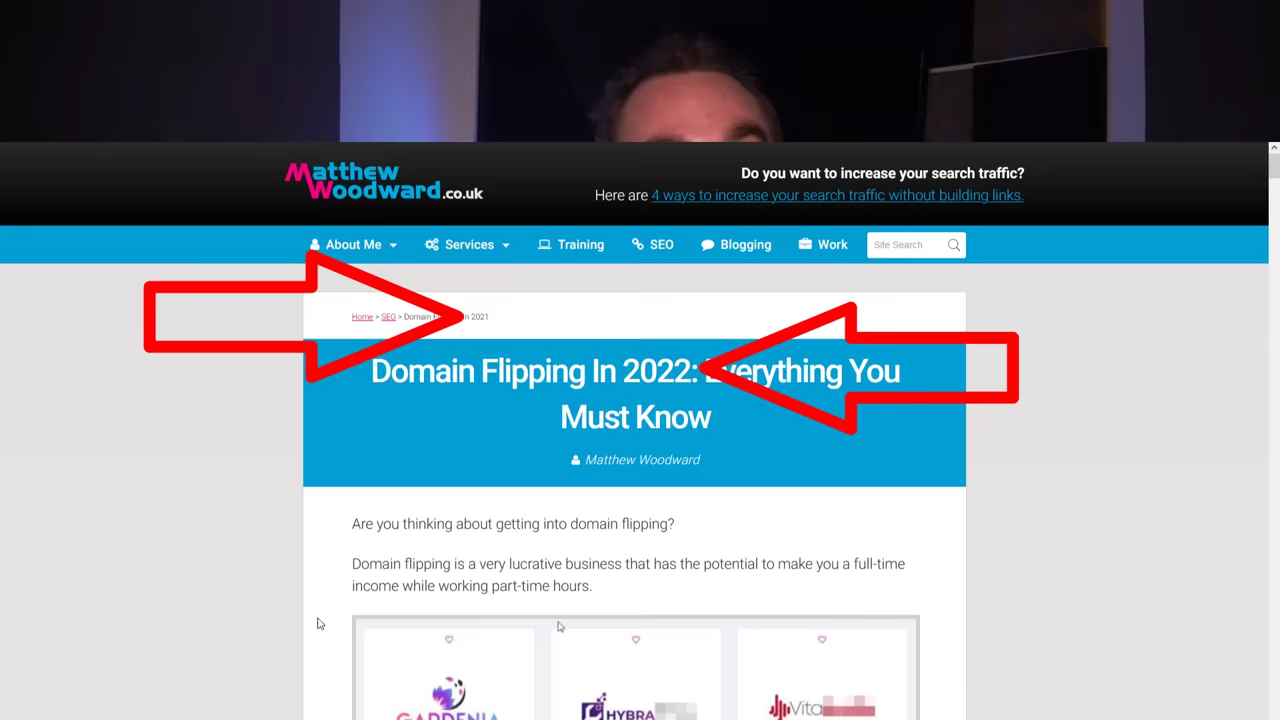 Matthew
Woodward.co.uk
Do you want to increase your search traffic?
Here are 4 ways to increase your search traffic without building links.
About Me
Services
Training
SEO
Blogging
Work
Site Search
Home > SEO > Domain In 2021
Domain Flipping In 2022: Everything You
Must Know
Matthew Woodward
Are you thinking about getting into domain flipping?
Domain flipping is a very lucrative business that has the potential to make you a full-time
income while working part-time hours.
GARDENIA
HYBRA
Vita